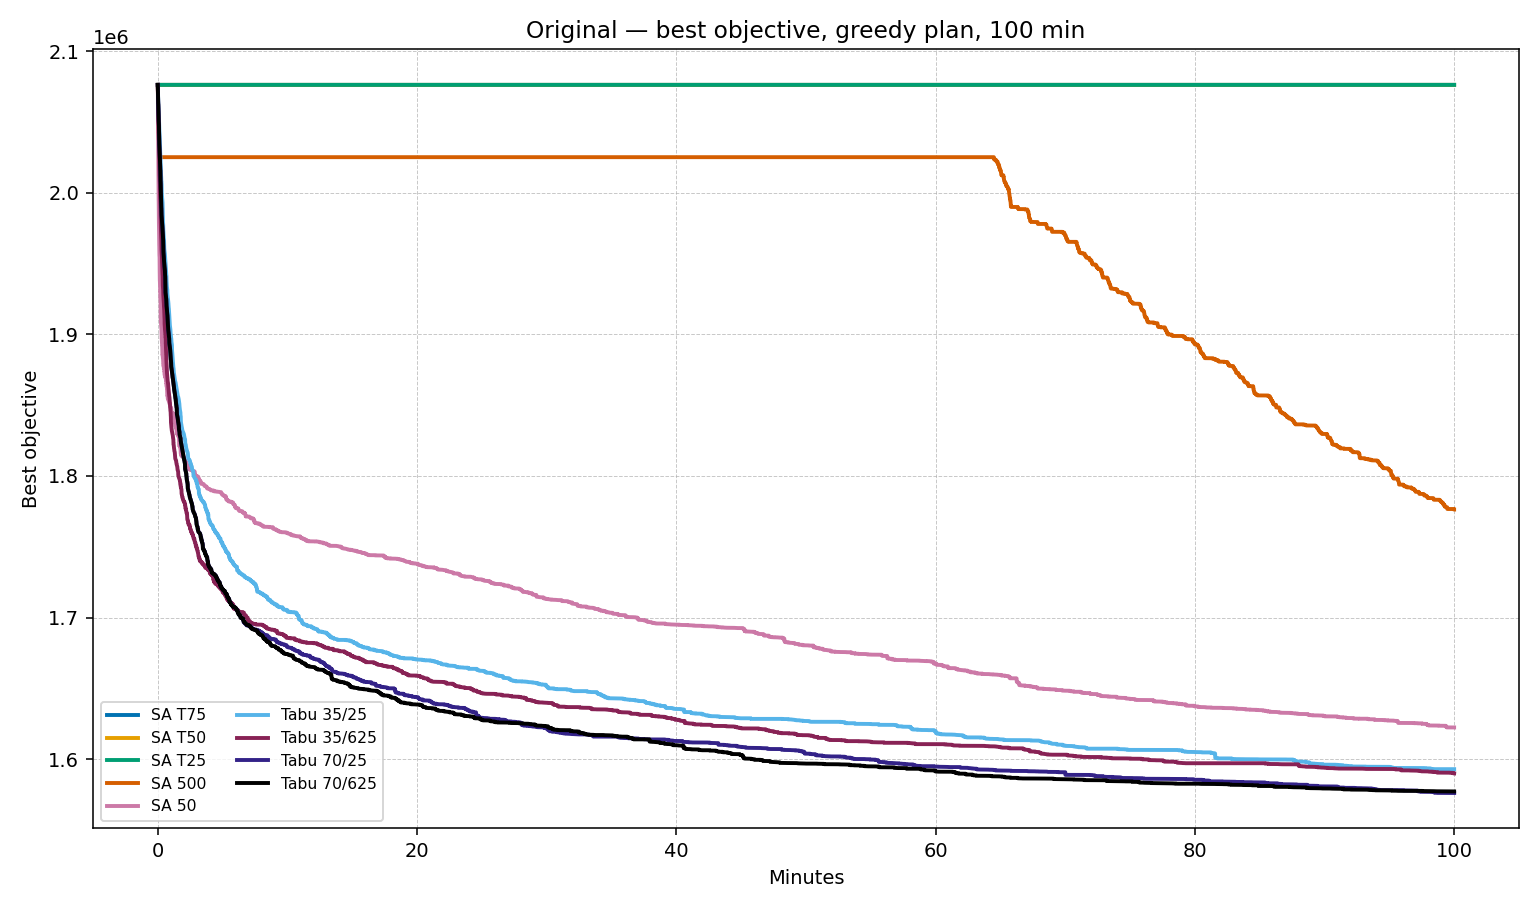 Original — best objective, greedy plan, 100 min
1e6
2.1
2.0
1.9
1.8
1.7
1.6
Best objective
SA T75
SA T50
SA T25
SA 500
SA 50
Tabu 35/25
Tabu 35/625
Tabu 70/25
Tabu 70/625
0 20 40 60 80 100
Minutes